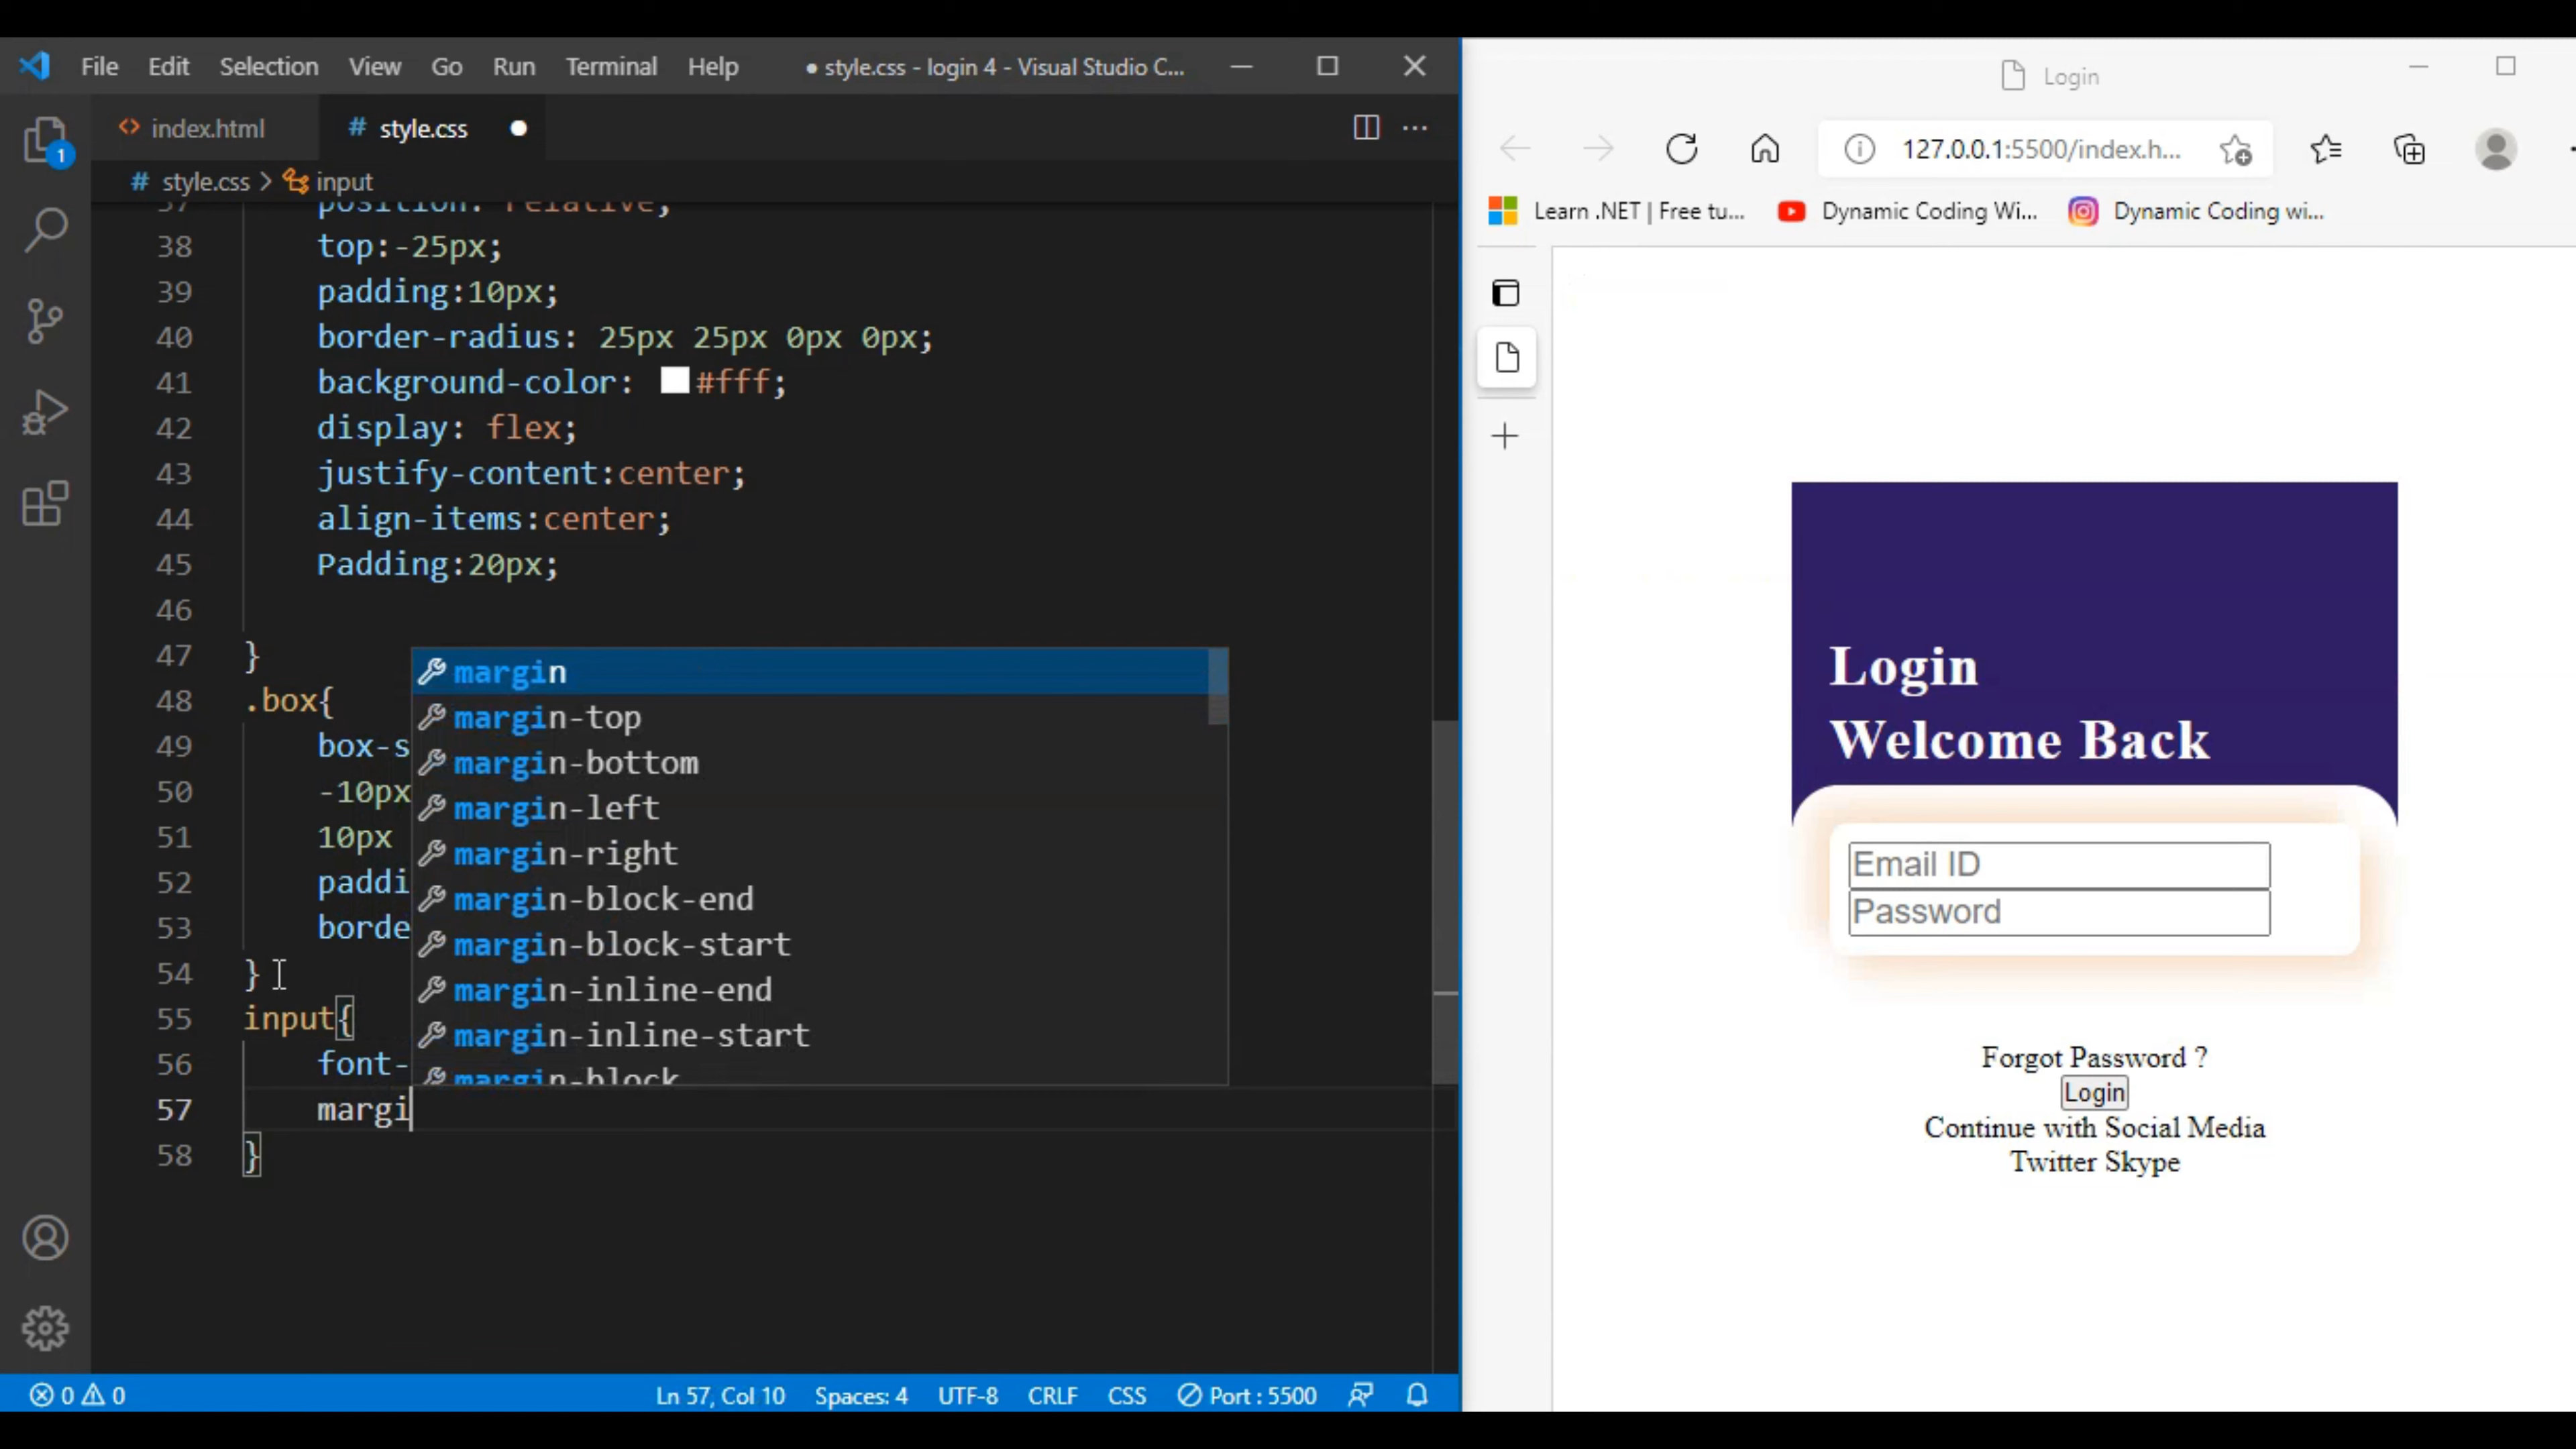 File Edit Selection View Go Run Terminal Help ● style.css - login 4 - Visual Studio C...
index.html
# style.css
1
# style.css > input
37 position: relative;
38 top:-25px;
39 padding:10px;
40 border-radius: 25px 25px 0px 0px;
41 background-color: #fff;
42 display: flex;
43 justify-content:center;
44 align-items:center;
45 Padding:20px;
46
47 }
48 .box{
49 box-s
50 -10px
51 10px
52 paddi
53 borde
54 }
55 input{
56 font-
57 margi
58 }
margin
margin-top
margin-bottom
margin-left
margin-right
margin-block-end
margin-block-start
margin-inline-end
margin-inline-start
margin-block
0 0
Ln 57, Col 10 Spaces: 4 UTF-8 CRLF CSS Port : 5500
Login
127.0.0.1:5500/index.h...
Learn .NET | Free tu... Dynamic Coding Wi... Dynamic Coding wi...
Login
Welcome Back
Email ID
Password
Forgot Password ?
Login
Continue with Social Media
Twitter Skype